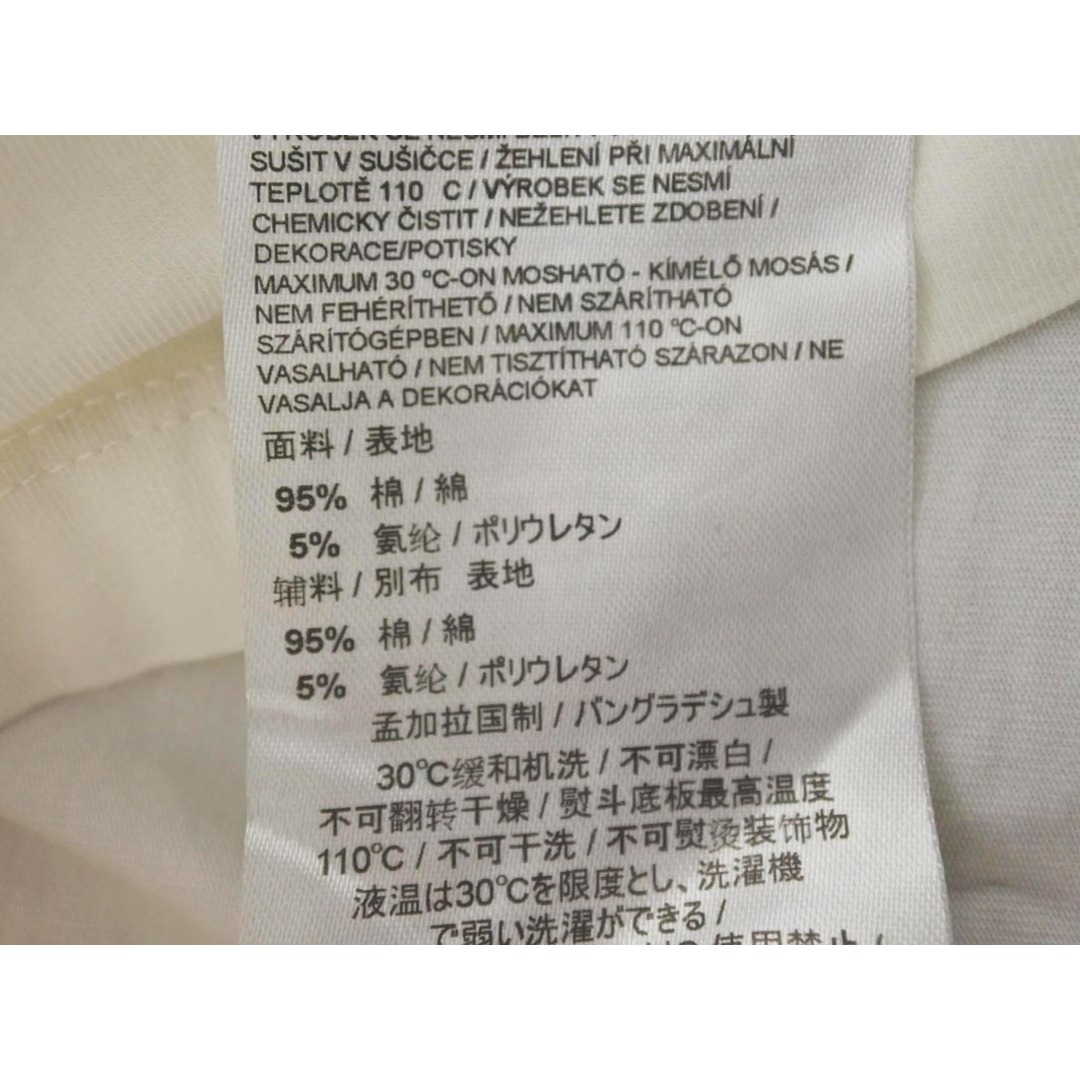 SUŠIT V SUŠIČCE / ŽEHLENÍ PŘI MAXIMÁLNÍ
TEPLOTĚ 110 C / VÝROBEK SE NESMÍ
CHEMICKY ČISTIT / NEŽEHLETE ZDOBENÍ /
DEKORACE/POTISKY
MAXIMUM 30 °C-ON MOSHATÓ - KÍMÉLŐ MOSÁS /
NEM FEHÉRÍTHETŐ / NEM SZÁRÍTHATÓ
SZÁRÍTÓGÉPBEN / MAXIMUM 110 °C-ON
VASALHATÓ / NEM TISZTÍTHATÓ SZÁRAZON / NE
VASALJA A DEKORÁCIÓKAT
面料 / 表地
95% 棉 / 綿
5% 氨纶 / ポリウレタン
辅料 / 別布 表地
95% 棉 / 綿
5% 氨纶 / ポリウレタン
孟加拉国制 / バングラデシュ製
30℃缓和机洗 / 不可漂白 /
不可翻转干燥 / 熨斗底板最高温度
110℃ / 不可干洗 / 不可熨烫装饰物
液温は30℃を限度とし、洗濯機
で弱い洗濯ができる /
使用禁止 /